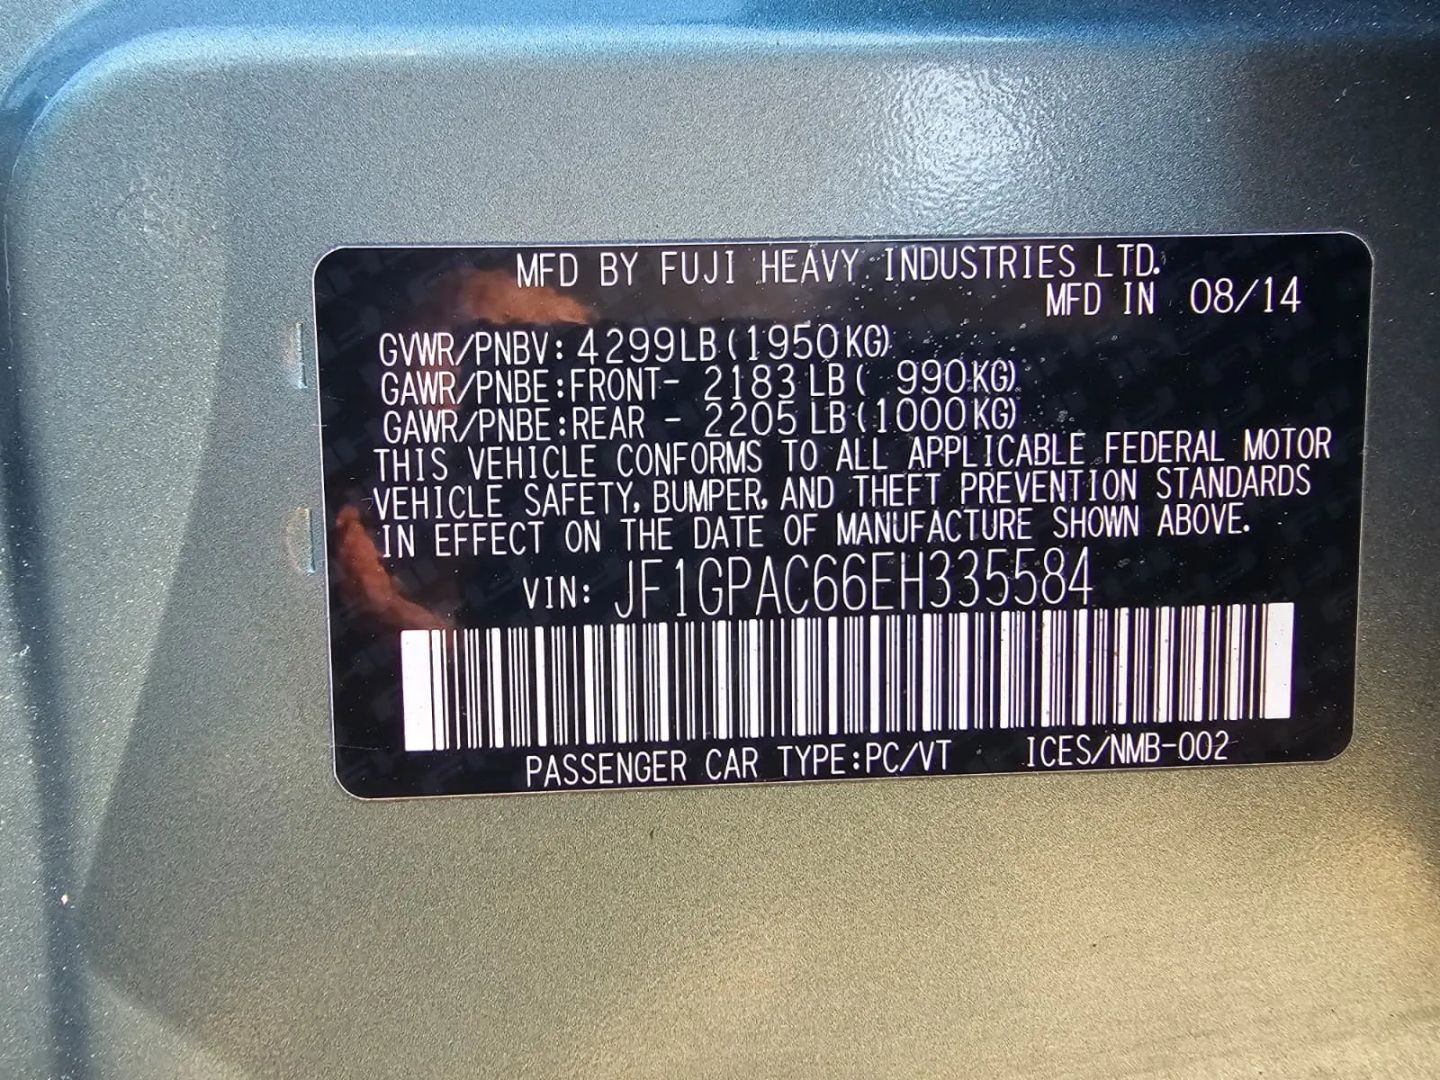 MFD BY FUJI HEAVY INDUSTRIES LTD.
MFD IN 08/14
GVWR/PNBV: 4299LB(1950KG)
GAWR/PNBE:FRONT- 2183LB( 990KG)
GAWR/PNBE:REAR - 2205LB(1000KG)
THIS VEHICLE CONFORMS TO ALL APPLICABLE FEDERAL MOTOR
VEHICLE SAFETY, BUMPER, AND THEFT PREVENTION STANDARDS
IN EFFECT ON THE DATE OF MANUFACTURE SHOWN ABOVE.
VIN: JF1GPAC66EH335584
PASSENGER CAR TYPE:PC/VT ICES/NMB-002